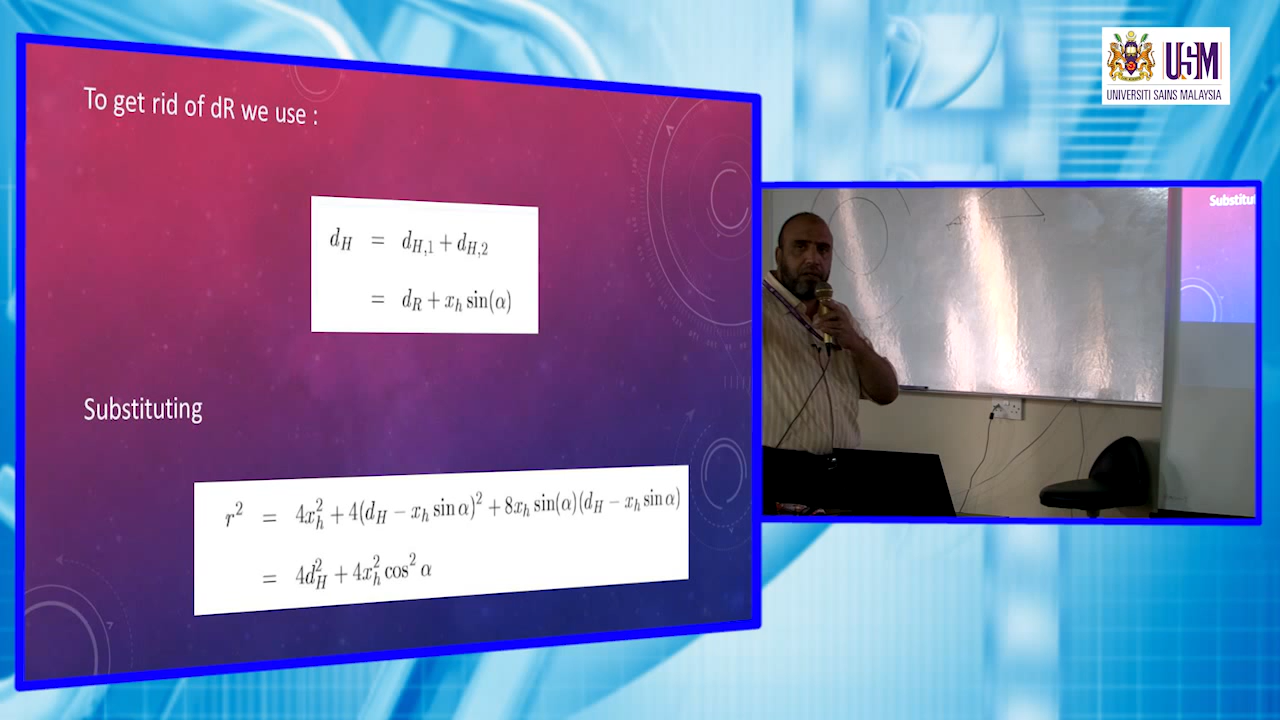 To get rid of dR we use :
d_H = d_{H,1} + d_{H,2}
= d_R + x_h sin(α)
Substituting
r^2 = 4x_h^2 + 4(d_H − x_h sin α)^2 + 8x_h sin(α)(d_H − x_h sin α)
= 4d_H^2 + 4x_h^2 cos^2 α
USM
UNIVERSITI SAINS MALAYSIA
Substitu